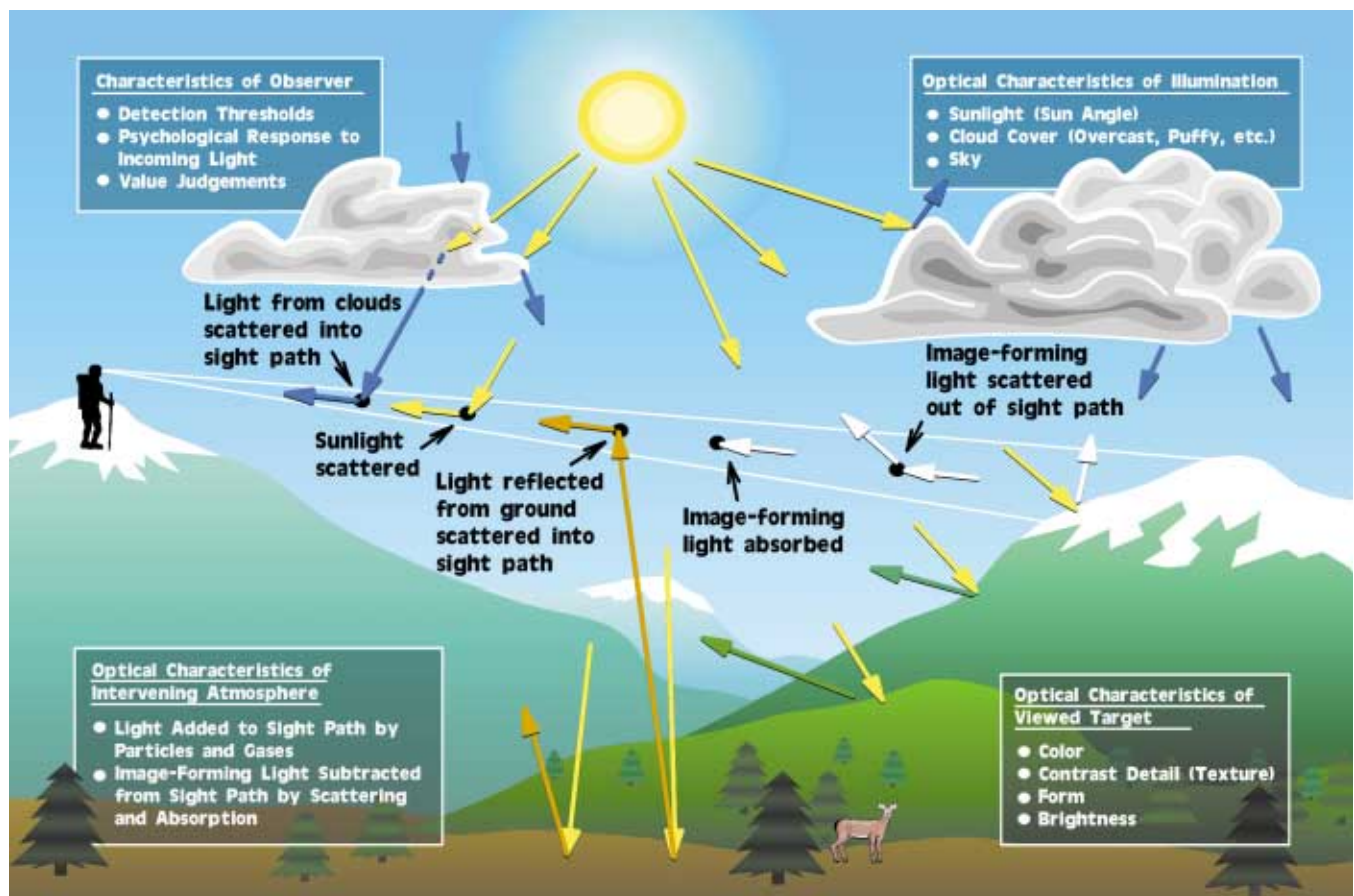 Characteristics of Observer
● Detection Thresholds
● Psychological Response to
Incoming Light
● Value Judgements
Optical Characteristics of Illumination
● Sunlight (Sun Angle)
● Cloud Cover (Overcast, Puffy, etc.)
● Sky
Light from clouds
scattered into
sight path
Sunlight
scattered
Light reflected
from ground
scattered into
sight path
Image-forming
light absorbed
Image-forming
light scattered
out of sight path
Optical Characteristics of
Intervening Atmosphere
● Light Added to Sight Path by
Particles and Gases
● Image-Forming Light Subtracted
from Sight Path by Scattering
and Absorption
Optical Characteristics of
Viewed Target
● Color
● Contrast Detail (Texture)
● Form
● Brightness